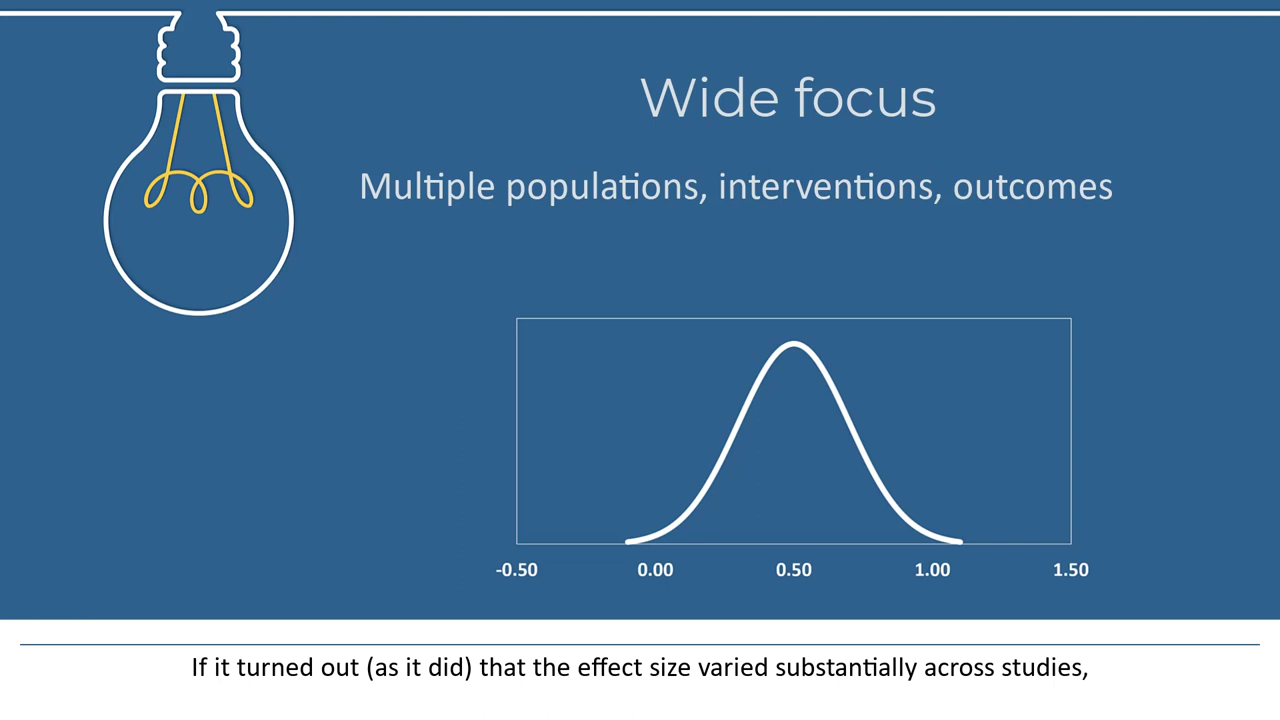 Wide focus
Multiple populations, interventions, outcomes
-0.50 0.00 0.50 1.00 1.50
If it turned out (as it did) that the effect size varied substantially across studies,